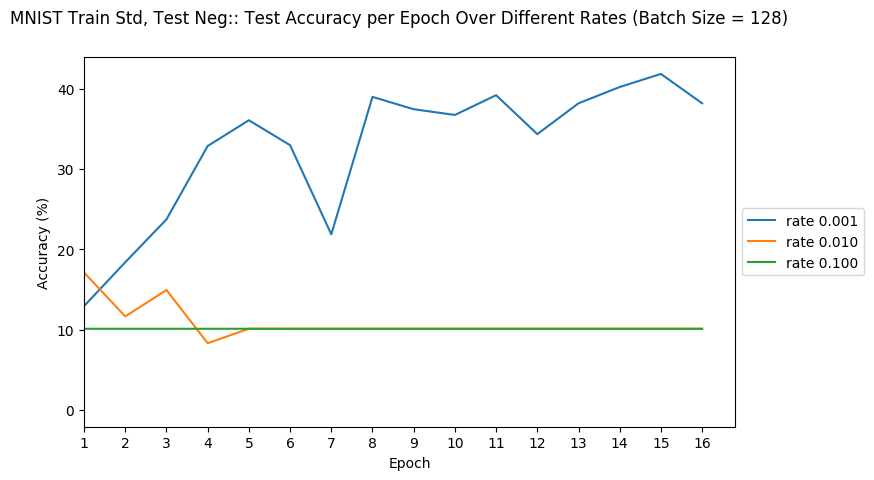 MNIST Train Std, Test Neg:: Test Accuracy per Epoch Over Different Rates (Batch Size = 128)
Accuracy (%)
40
30
20
10
0
1 2 3 4 5 6 7 8 9 10 11 12 13 14 15 16
Epoch
rate 0.001
rate 0.010
rate 0.100